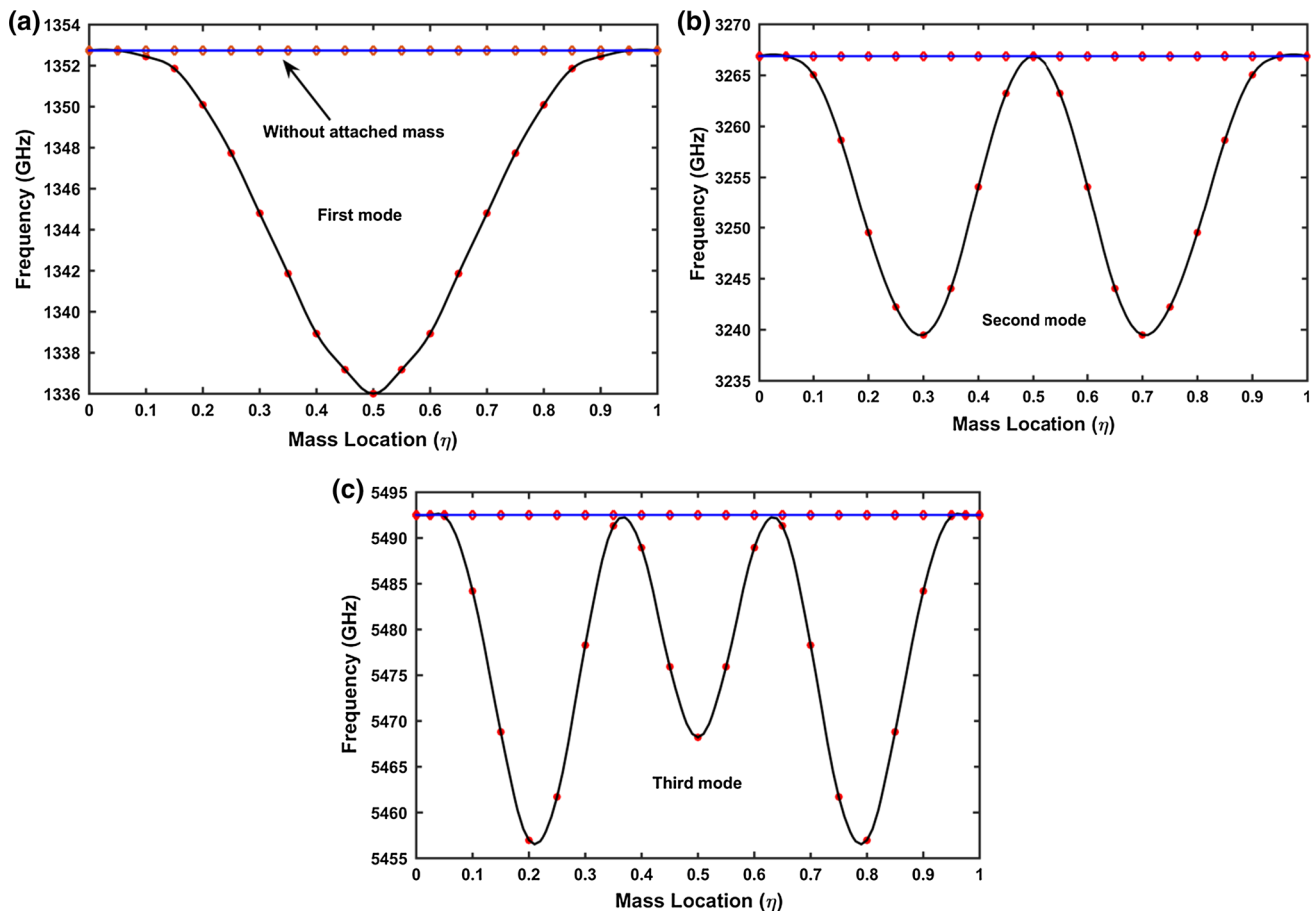 (a)
1354
1352
1350
1348
1346
1344
1342
1340
1338
1336
Frequency (GHz)
Without attached mass
First mode
0 0.1 0.2 0.3 0.4 0.5 0.6 0.7 0.8 0.9 1
Mass Location (η)
(b)
3270
3265
3260
3255
3250
3245
3240
3235
Frequency (GHz)
Second mode
0 0.1 0.2 0.3 0.4 0.5 0.6 0.7 0.8 0.9 1
Mass Location (η)
(c)
5495
5490
5485
5480
5475
5470
5465
5460
5455
Frequency (GHz)
Third mode
0 0.1 0.2 0.3 0.4 0.5 0.6 0.7 0.8 0.9 1
Mass Location (η)